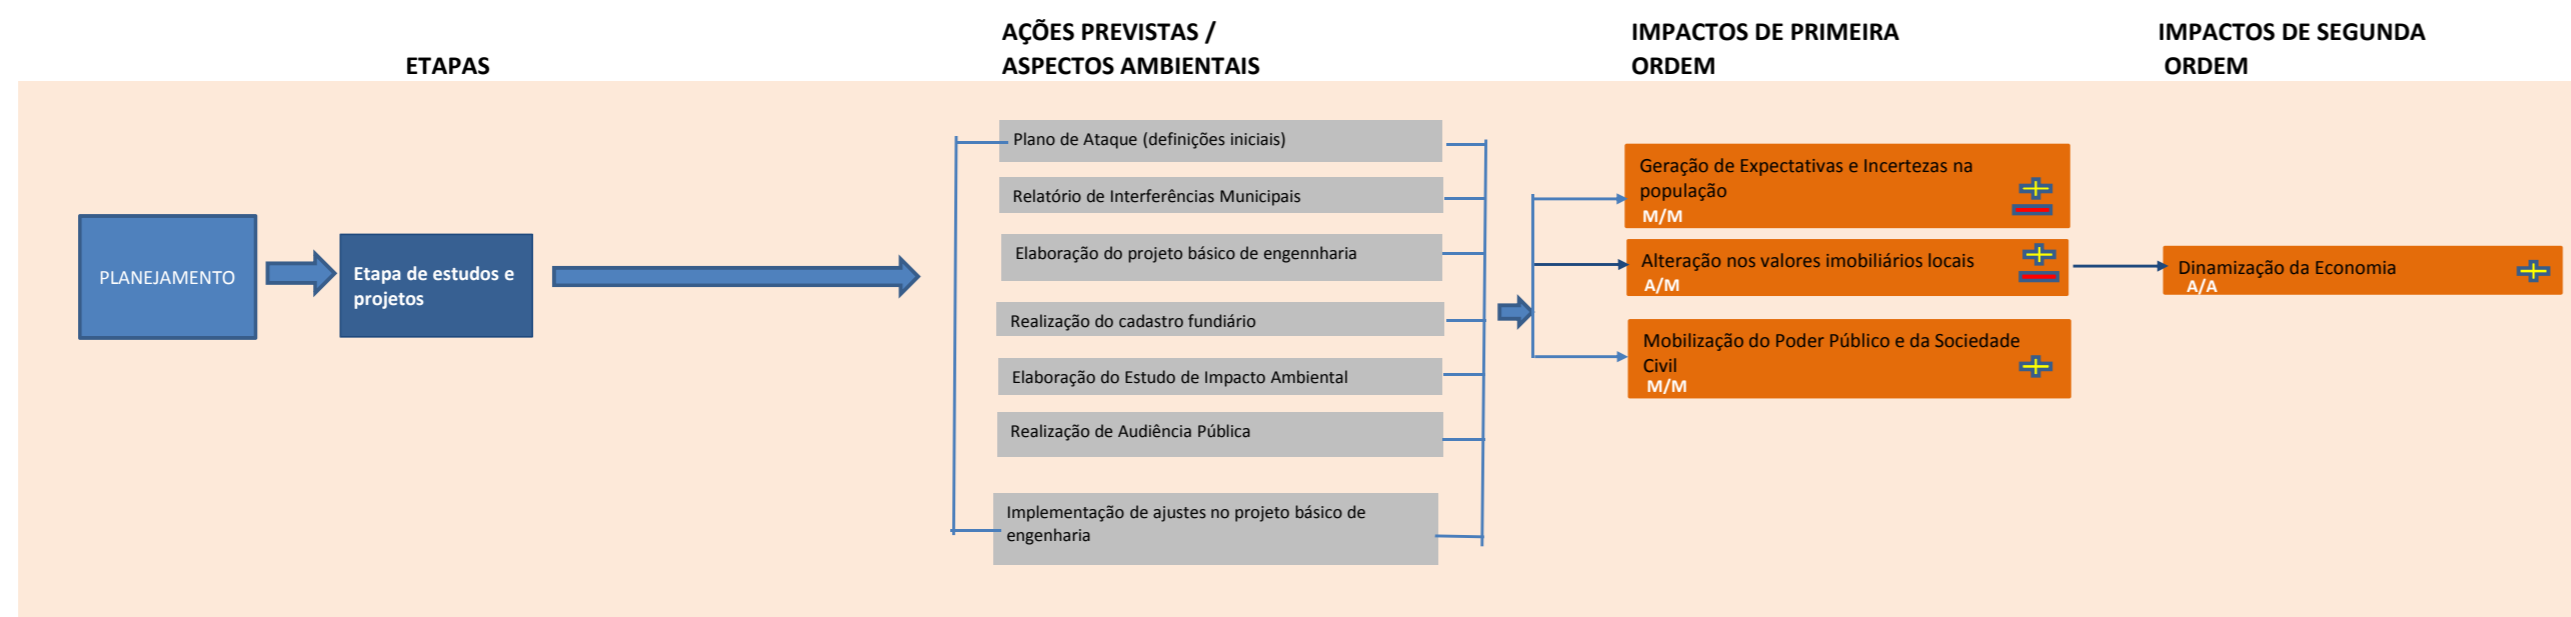 ETAPAS
AÇÕES PREVISTAS /
ASPECTOS AMBIENTAIS
IMPACTOS DE PRIMEIRA
ORDEM
IMPACTOS DE SEGUNDA
ORDEM
PLANEJAMENTO
Etapa de estudos e
projetos
Plano de Ataque (definições iniciais)
Relatório de Interferências Municipais
Elaboração do projeto básico de engennharia
Realização do cadastro fundiário
Elaboração do Estudo de Impacto Ambiental
Realização de Audiência Pública
Implementação de ajustes no projeto básico de
engenharia
Geração de Expectativas e Incertezas na
população
M/M
Alteração nos valores imobiliários locais
A/M
Mobilização do Poder Público e da Sociedade
Civil
M/M
Dinamização da Economia
A/A